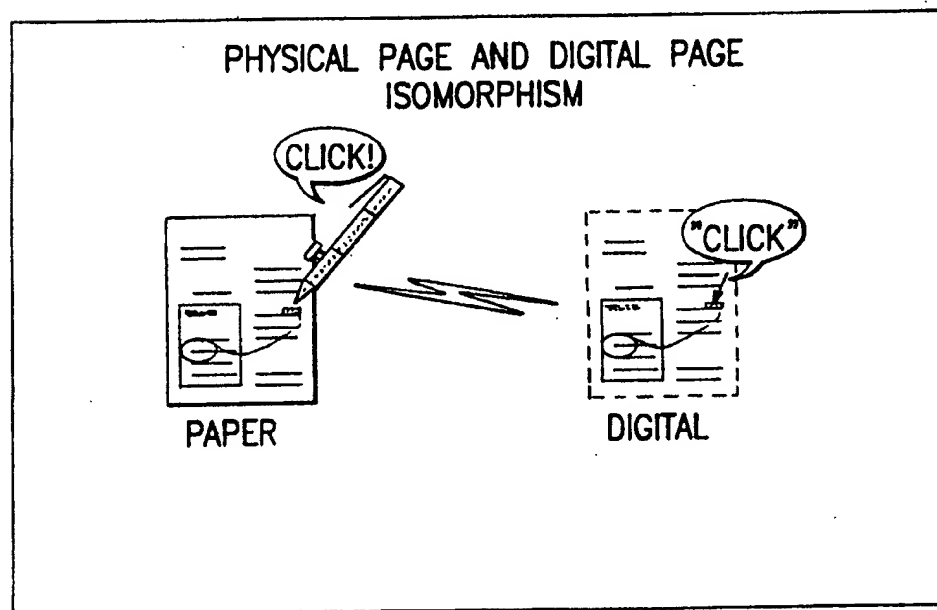 PHYSICAL PAGE AND DIGITAL PAGE
ISOMORPHISM
CLICK!
"CLICK"
PAPER
DIGITAL